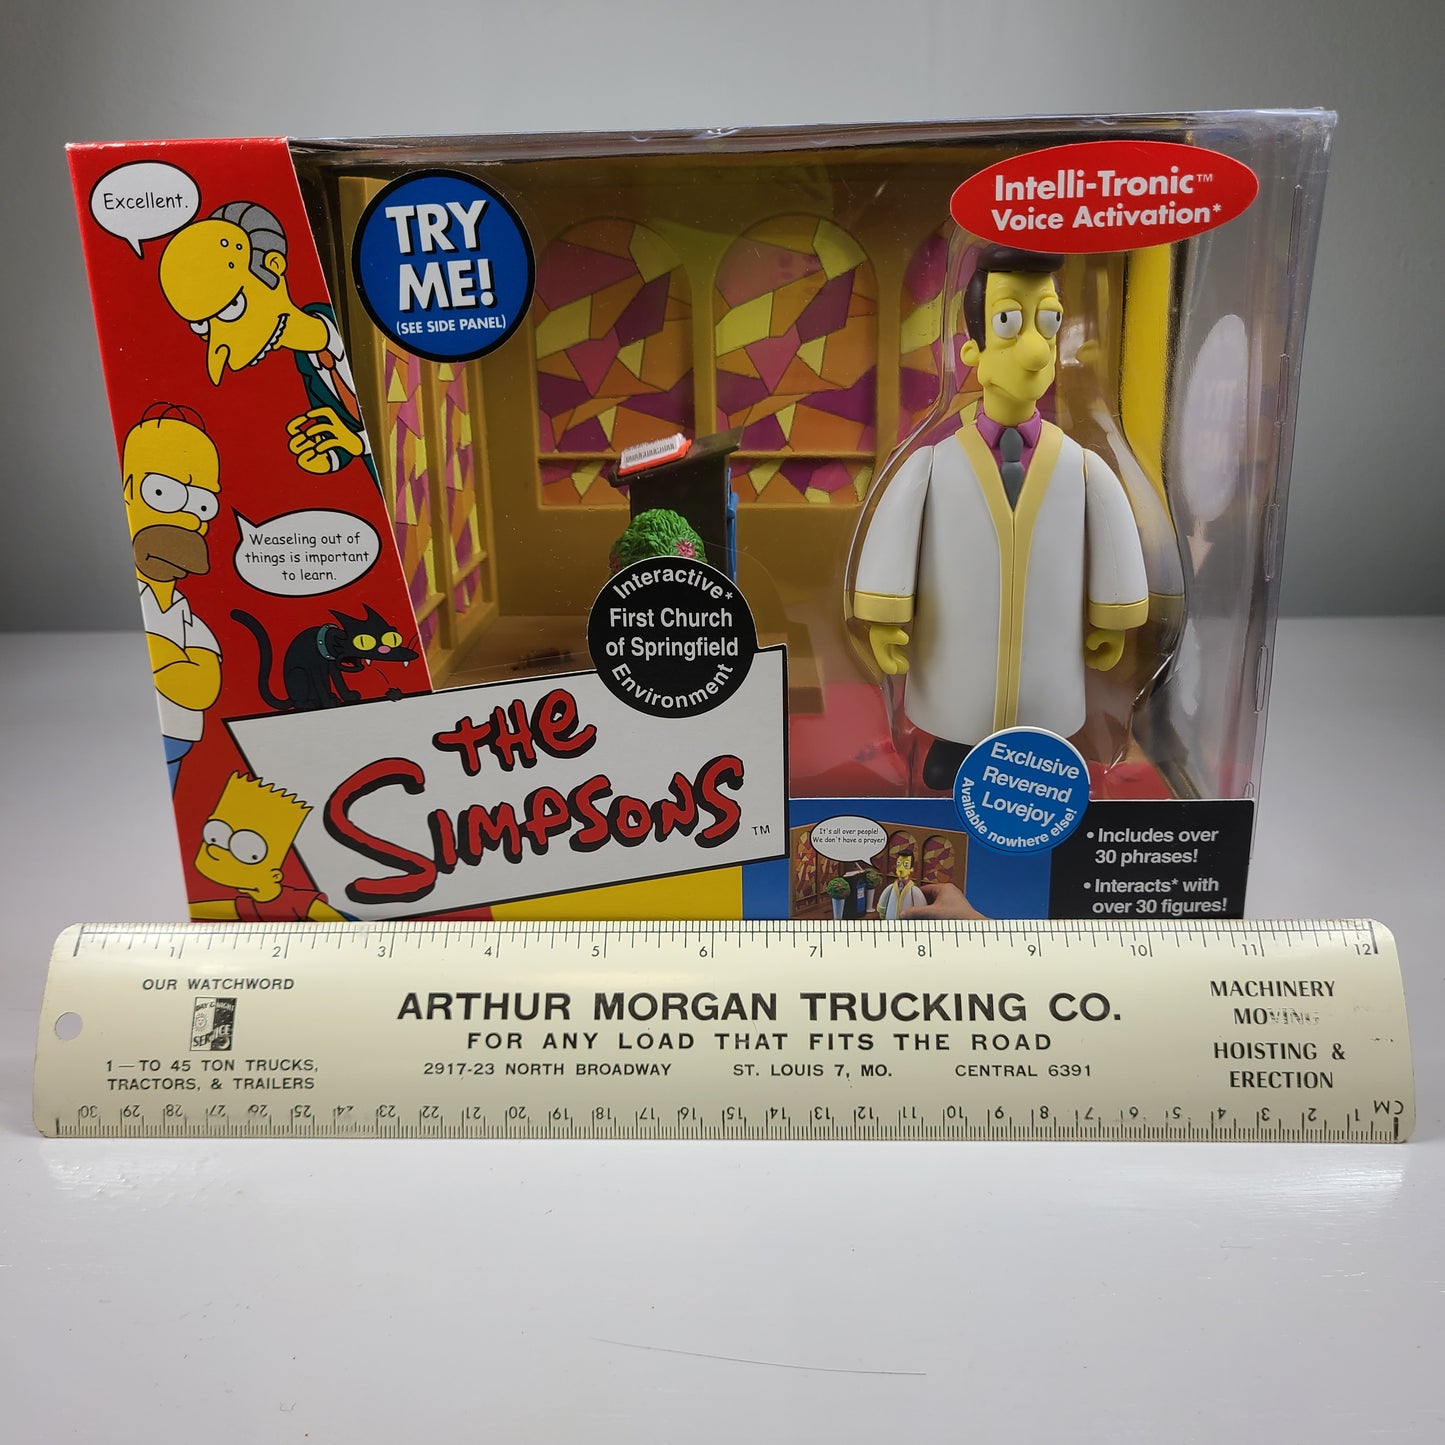 Excellent.
TRY
ME!
(SEE SIDE PANEL)
Intelli-Tronic™
Voice Activation*
Weaseling out of
things is important
to learn.
Interactive*
First Church
of Springfield
Environment
THE
SIMPSONS
TM
Exclusive
Reverend
Lovejoy
Available nowhere else!
It's all over people!
We don't have a prayer!
• Includes over
30 phrases!
• Interacts* with
over 30 figures!
1 2 3 4 5 6 7 8 9 10 11 12
OUR WATCHWORD
DAY & NIGHT
SERVICE
1 — TO 45 TON TRUCKS,
TRACTORS, & TRAILERS
ARTHUR MORGAN TRUCKING CO.
FOR ANY LOAD THAT FITS THE ROAD
2917-23 NORTH BROADWAY ST. LOUIS 7, MO. CENTRAL 6391
MACHINERY
MOVING
HOISTING &
ERECTION
30 29 28 27 26 25 24 23 22 21 20 19 18 17 16 15 14 13 12 11 10 9 8 7 6 5 4 3 2 1 CM